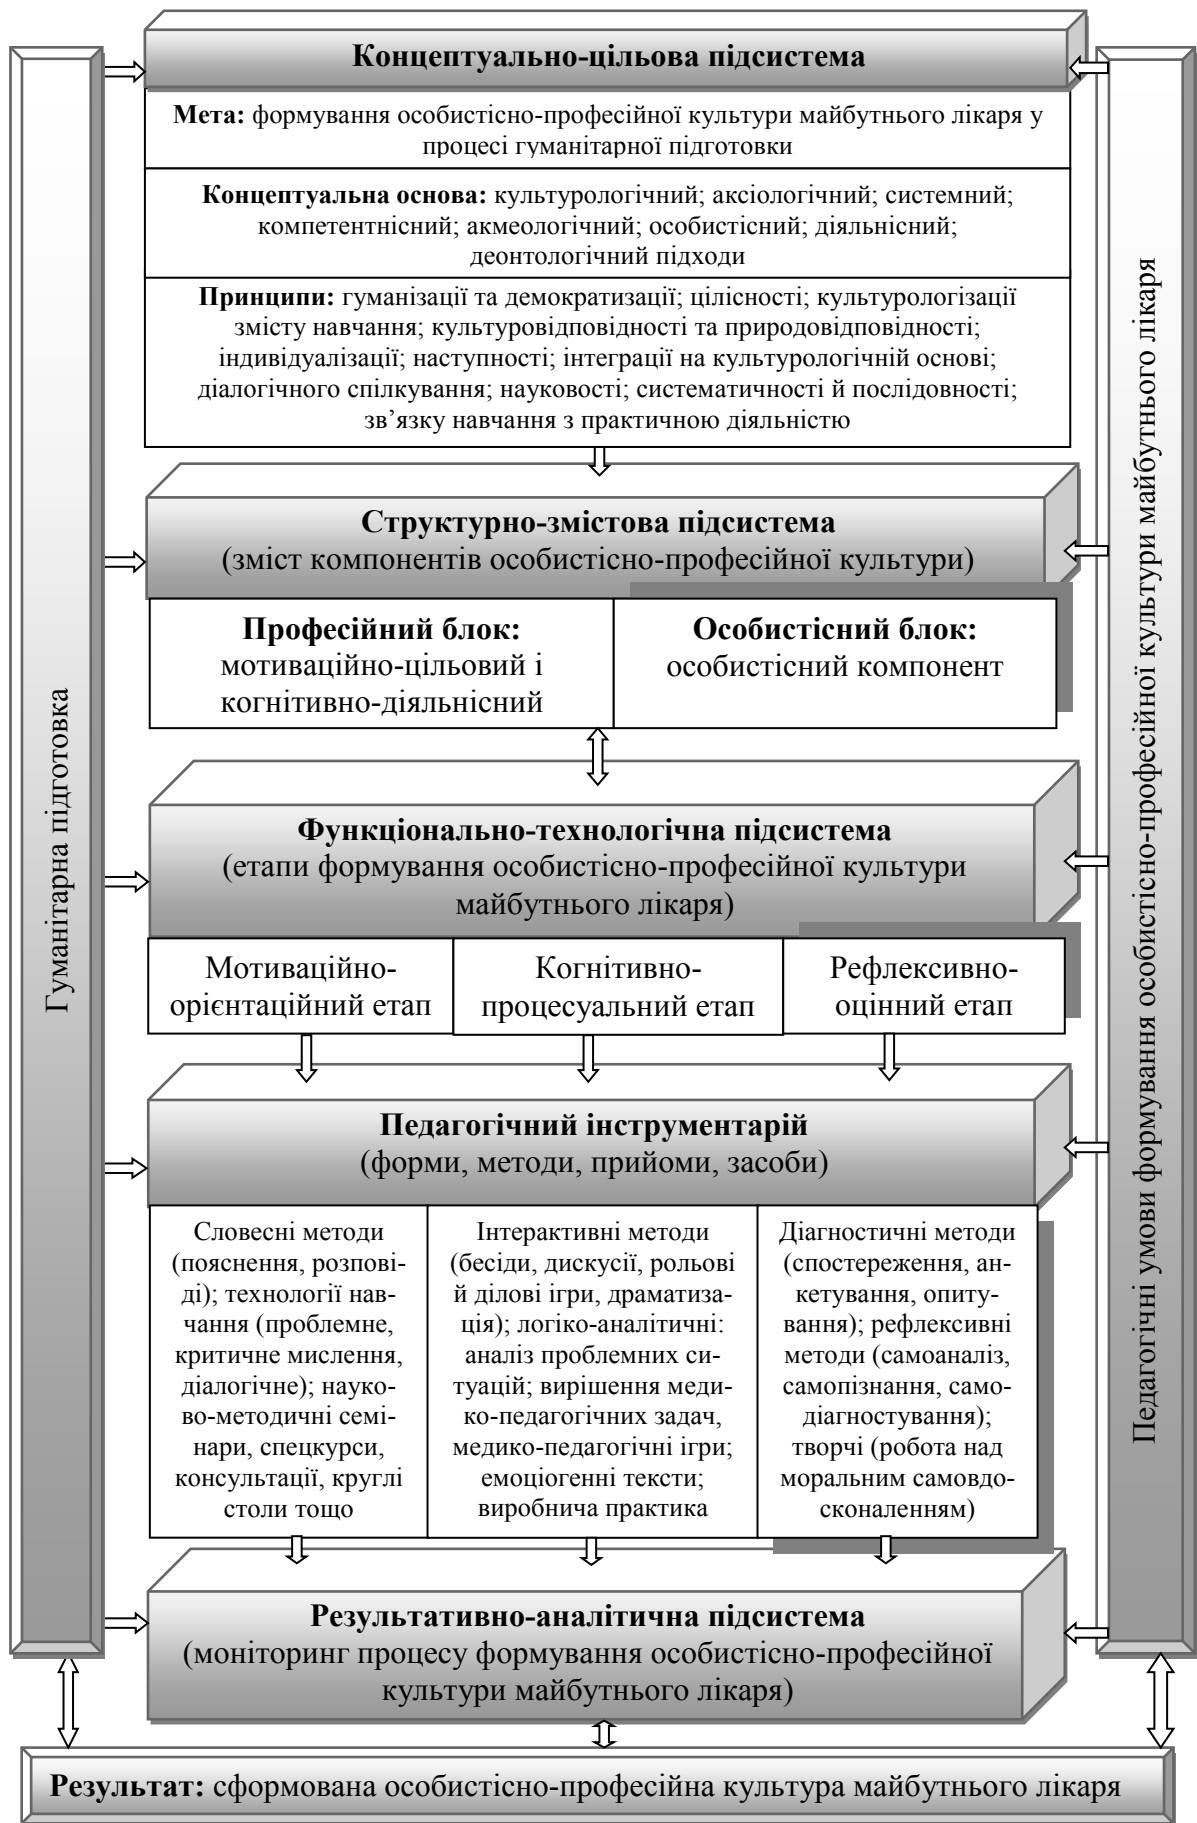 Концептуально-цільова підсистема
Мета: формування особистісно-професійної культури майбутнього лікаря у
процесі гуманітарної підготовки
Концептуальна основа: культурологічний; аксіологічний; системний;
компетентнісний; акмеологічний; особистісний; діяльнісний;
деонтологічний підходи
Принципи: гуманізації та демократизації; цілісності; культурологізації
змісту навчання; культуровідповідності та природовідповідності;
індивідуалізації; наступності; інтеграції на культурологічній основі;
діалогічного спілкування; науковості; систематичності й послідовності;
зв’язку навчання з практичною діяльністю
Структурно-змістова підсистема
(зміст компонентів особистісно-професійної культури)
Професійний блок:
мотиваційно-цільовий і
когнітивно-діяльнісний
Особистісний блок:
особистісний компонент
Функціонально-технологічна підсистема
(етапи формування особистісно-професійної культури
майбутнього лікаря)
Мотиваційно-
орієнтаційний етап
Когнітивно-
процесуальний етап
Рефлексивно-
оцінний етап
Педагогічний інструментарій
(форми, методи, прийоми, засоби)
Словесні методи
(пояснення, розпові-
ді); технології нав-
чання (проблемне,
критичне мислення,
діалогічне); науко-
во-методичні семі-
нари, спецкурси,
консультації, круглі
столи тощо
Інтерактивні методи
(бесіди, дискусії, рольові
й ділові ігри, драматиза-
ція); логіко-аналітичні:
аналіз проблемних си-
туацій; вирішення меди-
ко-педагогічних задач,
медико-педагогічні ігри;
емоціогенні тексти;
виробнича практика
Діагностичні методи
(спостереження, ан-
кетування, опиту-
вання); рефлексивні
методи (самоаналіз,
самопізнання, само-
діагностування);
творчі (робота над
моральним самовдо-
сконаленням)
Результативно-аналітична підсистема
(моніторинг процесу формування особистісно-професійної
культури майбутнього лікаря)
Результат: сформована особистісно-професійна культура майбутнього лікаря
Гуманітарна підготовка
Педагогічні умови формування особистісно-професійної культури майбутнього лікаря